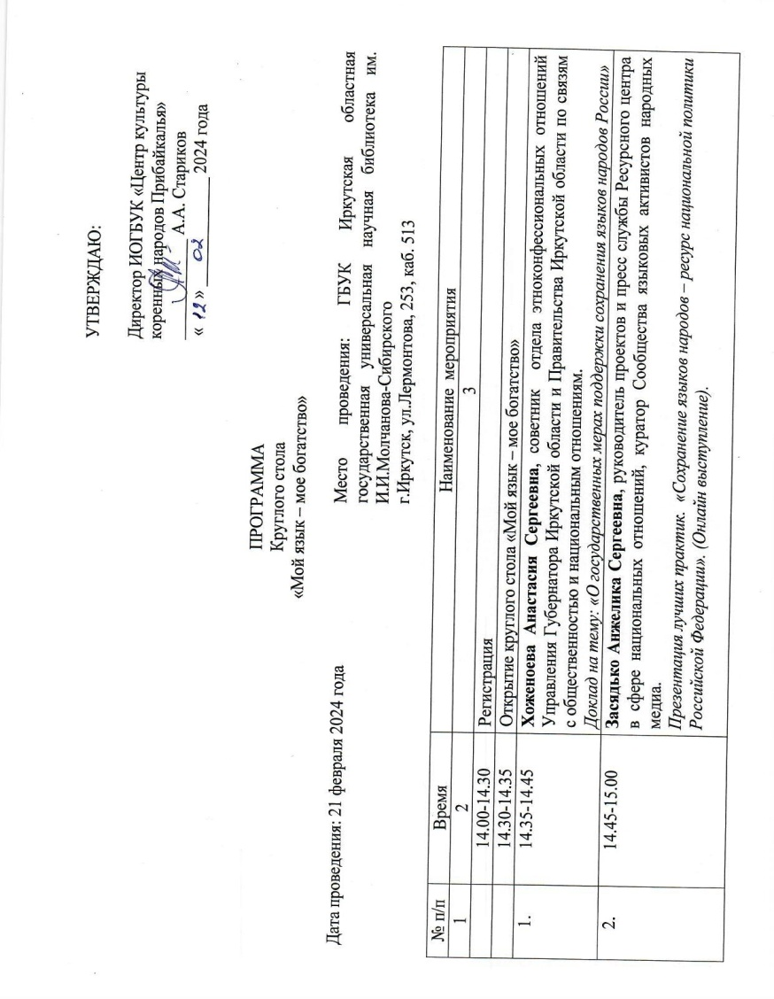 УТВЕРЖДАЮ:
Директор ИОГБУК «Центр культуры
коренных народов Прибайкалья»
А.А. Стариков
« 12 » 02 2024 года
ПРОГРАММА
Круглого стола
«Мой язык – мое богатство»
Дата проведения: 21 февраля 2024 года
Место проведения: ГБУК Иркутская областная
государственная универсальная научная библиотека им.
И.И.Молчанова-Сибирского
г.Иркутск, ул.Лермонтова, 253, каб. 513
№ п/п Время Наименование мероприятия
1 2 3
14.00-14.30 Регистрация
14.30-14.35 Открытие круглого стола «Мой язык – мое богатство»
1. 14.35-14.45 Хоженоева Анастасия Сергеевна, советник отдела этноконфессиональных отношений
Управления Губернатора Иркутской области и Правительства Иркутской области по связям
с общественностью и национальным отношениям.
Доклад на тему: «О государственных мерах поддержки сохранения языков народов России»
2. 14.45-15.00 Засядько Анжелика Сергеевна, руководитель проектов и пресс службы Ресурсного центра
в сфере национальных отношений, куратор Сообщества языковых активистов народных
медиа.
Презентация лучших практик. «Сохранение языков народов – ресурс национальной политики
Российской Федерации». (Онлайн выступление).